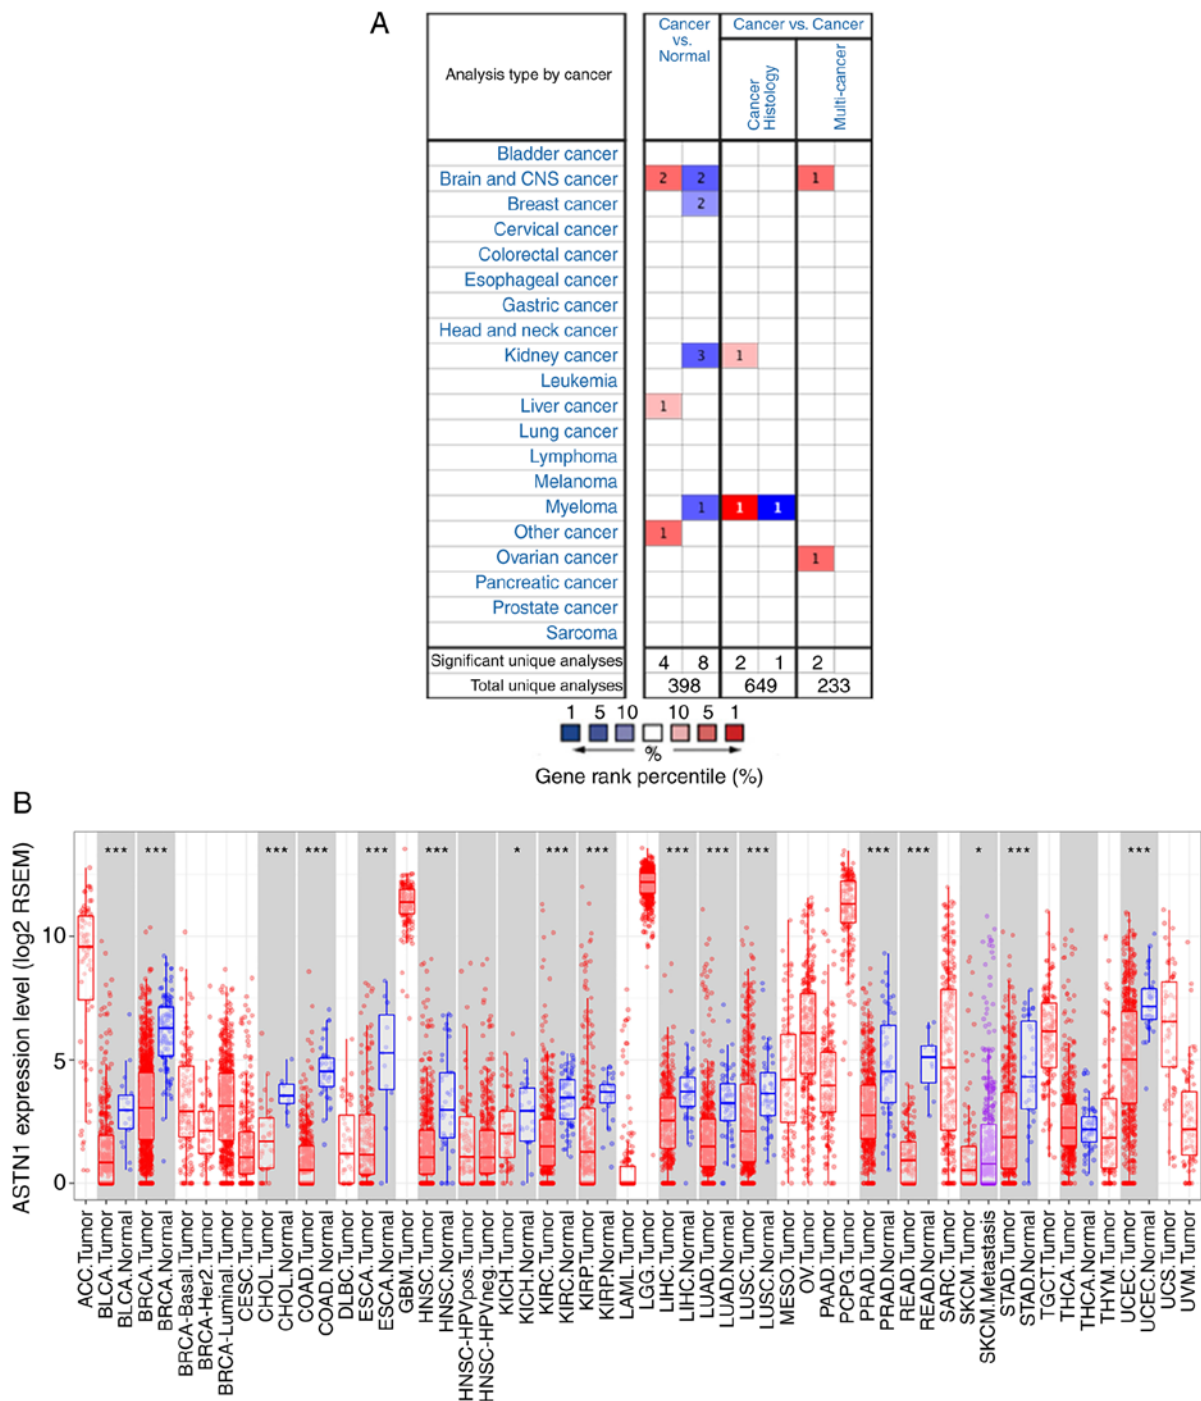 A
Analysis type by cancer
Cancer
vs.
Normal
Cancer vs. Cancer
Cancer
Histology
Multi-cancer
Bladder cancer
Brain and CNS cancer 2 2 1
Breast cancer 2
Cervical cancer
Colorectal cancer
Esophageal cancer
Gastric cancer
Head and neck cancer
Kidney cancer 3 1
Leukemia
Liver cancer 1
Lung cancer
Lymphoma
Melanoma
Myeloma 1 1 1
Other cancer 1
Ovarian cancer 1
Pancreatic cancer
Prostate cancer
Sarcoma
Significant unique analyses 4 8 2 1 2
Total unique analyses 398 649 233
1 5 10 10 5 1
%
Gene rank percentile (%)
B
ASTN1 expression level (log2 RSEM)
*** *** *** *** *** *** * *** *** *** *** *** *** *** * *** ***
10
5
0
ACC.Tumor
BLCA.Tumor
BLCA.Normal
BRCA.Tumor
BRCA.Normal
BRCA-Basal.Tumor
BRCA-Her2.Tumor
BRCA-Luminal.Tumor
CESC.Tumor
CHOL.Tumor
CHOL.Normal
COAD.Tumor
COAD.Normal
DLBC.Tumor
ESCA.Tumor
ESCA.Normal
GBM.Tumor
HNSC.Tumor
HNSC.Normal
HNSC-HPVpos.Tumor
HNSC-HPVneg.Tumor
KICH.Tumor
KICH.Normal
KIRC.Tumor
KIRC.Normal
KIRP.Tumor
KIRP.Normal
LAML.Tumor
LGG.Tumor
LIHC.Tumor
LIHC.Normal
LUAD.Tumor
LUAD.Normal
LUSC.Tumor
LUSC.Normal
MESO.Tumor
OV.Tumor
PAAD.Tumor
PCPG.Tumor
PRAD.Tumor
PRAD.Normal
READ.Tumor
READ.Normal
SARC.Tumor
SKCM.Tumor
SKCM.Metastasis
STAD.Tumor
STAD.Normal
TGCT.Tumor
THCA.Tumor
THCA.Normal
THYM.Tumor
UCEC.Tumor
UCEC.Normal
UCS.Tumor
UVM.Tumor